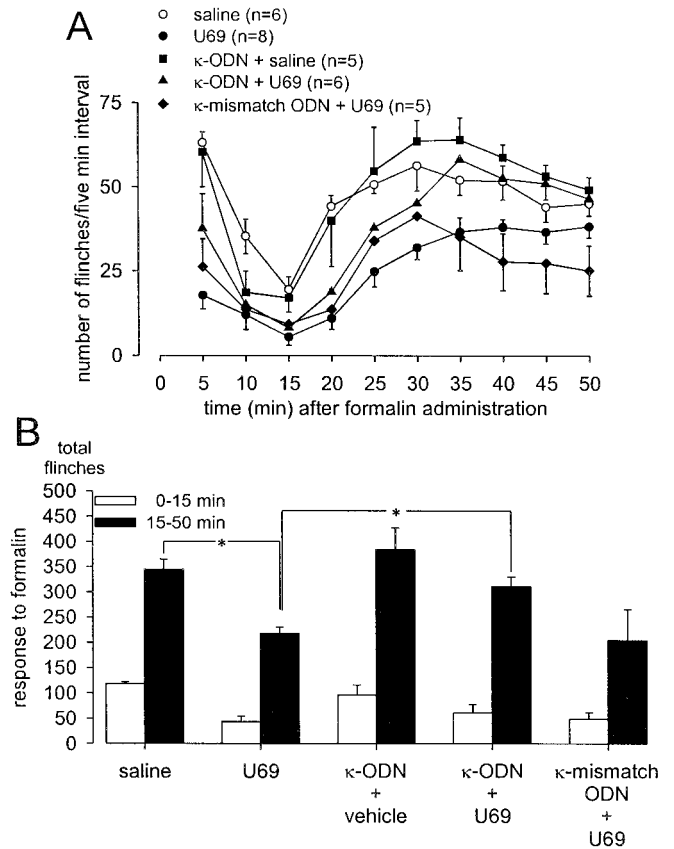 A
saline (n=6)
U69 (n=8)
κ-ODN + saline (n=5)
κ-ODN + U69 (n=6)
κ-mismatch ODN + U69 (n=5)
number of flinches/five min interval
75
50
25
0
0 5 10 15 20 25 30 35 40 45 50
time (min) after formalin administration
B
total
flinches
response to formalin
500
450
400
350
300
250
200
150
100
50
0
0-15 min
15-50 min
*
*
saline
U69
κ-ODN
+
vehicle
κ-ODN
+
U69
κ-mismatch
ODN
+
U69